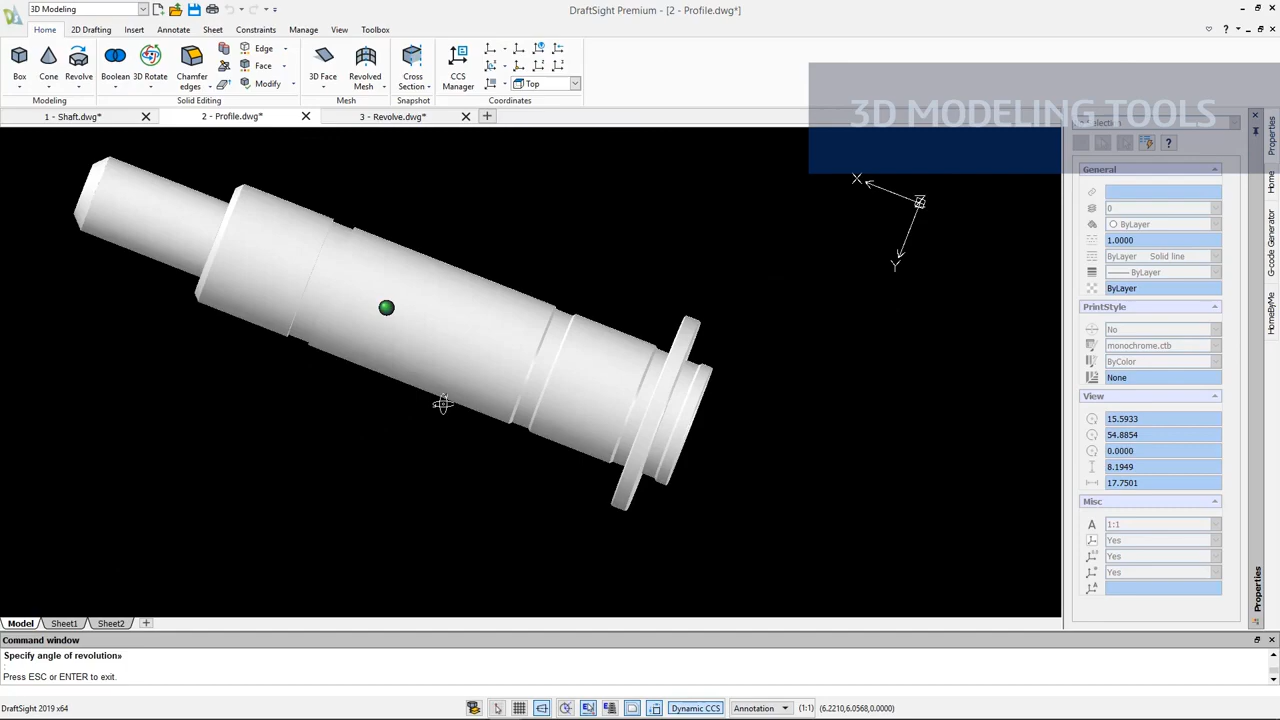 3D Modeling
DraftSight Premium - [2 - Profile.dwg*]
Home 2D Drafting Insert Annotate Sheet Constraints Manage View Toolbox
Box
Cone
Revolve
Boolean
3D Rotate
Chamfer edges
Edge
Face
Modify
3D Face
Revolved Mesh
Cross Section
CCS Manager
Top
Modeling
Solid Editing
Mesh
Snapshot
Coordinates
1 - Shaft.dwg*
2 - Profile.dwg*
3 - Revolve.dwg*
3D MODELING TOOLS
X
Y
General
0
ByLayer
1.0000
ByLayer Solid line
ByLayer
ByLayer
PrintStyle
No
monochrome.ctb
ByColor
None
View
15.5933
54.8854
0.0000
8.1949
17.7501
Misc
1:1
Yes
Yes
Yes
Properties
Home
G-code Generator
HomeByMe
Properties
Model Sheet1 Sheet2
Command window
Specify angle of revolution»
:
Press ESC or ENTER to exit.
DraftSight 2019 x64
Dynamic CCS
Annotation
(1:1)
(6.2210,6.0568,0.0000)